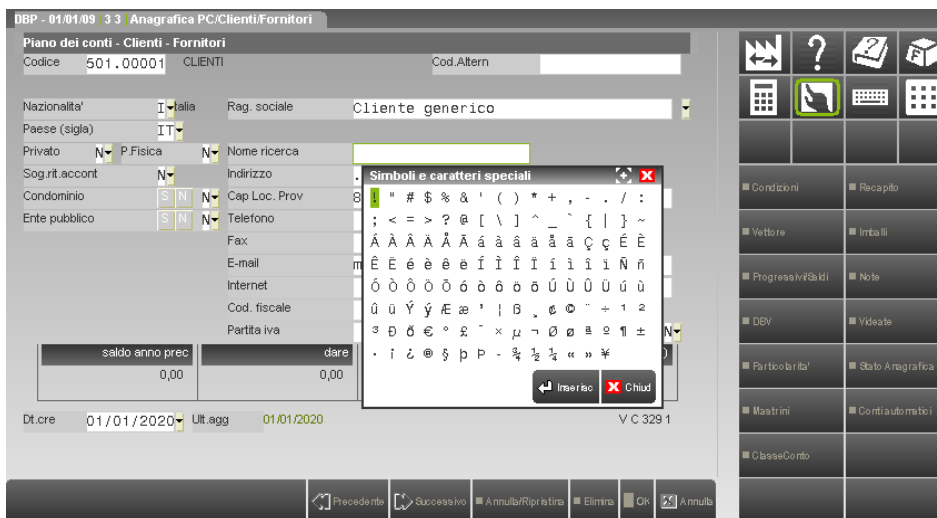 DBP - 01/01/09 3 3 Anagrafica PC/Clienti/Fornitori
Piano dei conti - Clienti - Fornitori
Codice 501.00001 CLIENTI Cod.Altern
Nazionalita' I talia Rag. sociale Cliente generico
Paese (sigla) IT
Privato N P.Fisica N Nome ricerca
Sog.rit.accont N Indirizzo .
Condominio S N N Cap Loc. Prov 8
Ente pubblico S N N Telefono
Fax
E-mail m
Internet
Cod. fiscale
Partita iva N
Simboli e caratteri speciali
! " # $ % & ' ( ) * + , - . / :
; < = > ? @ [ \ ] ^ _ ` { | } ~
Á À Â Ä Å Ã á à â ä å ã Ç ç É È
Ê Ë é è ê ë Í Ì Î Ï í ì î ï Ñ ñ
Ó Ò Ô Ö Õ ó ò ô ö õ Ú Ù Û Ü ú ù
û ü Ý ý Æ æ ' ¦ ß ¸ ¢ © ¨ ÷ ¹ ²
³ Ð ð € ° £ ¯ × µ ¬ Ø ø ª º ¶ ±
· ¡ ¿ ® § þ Þ - ¾ ½ ¼ « » ¥
Inserisc Chiud
saldo anno prec dare )
0,00 0,00
Dt.cre 01/01/2020 Ult.agg 01/01/2020 V C 329 1
Precedente Successivo Annulla/Ripristina Elimina Ok Annulla
Condizioni Recapito
Vettore Imballi
Progressivi/Saldi Note
DBV Videate
Particolarita' Stato Anagrafica
Mastrini Conti automatici
ClasseConto